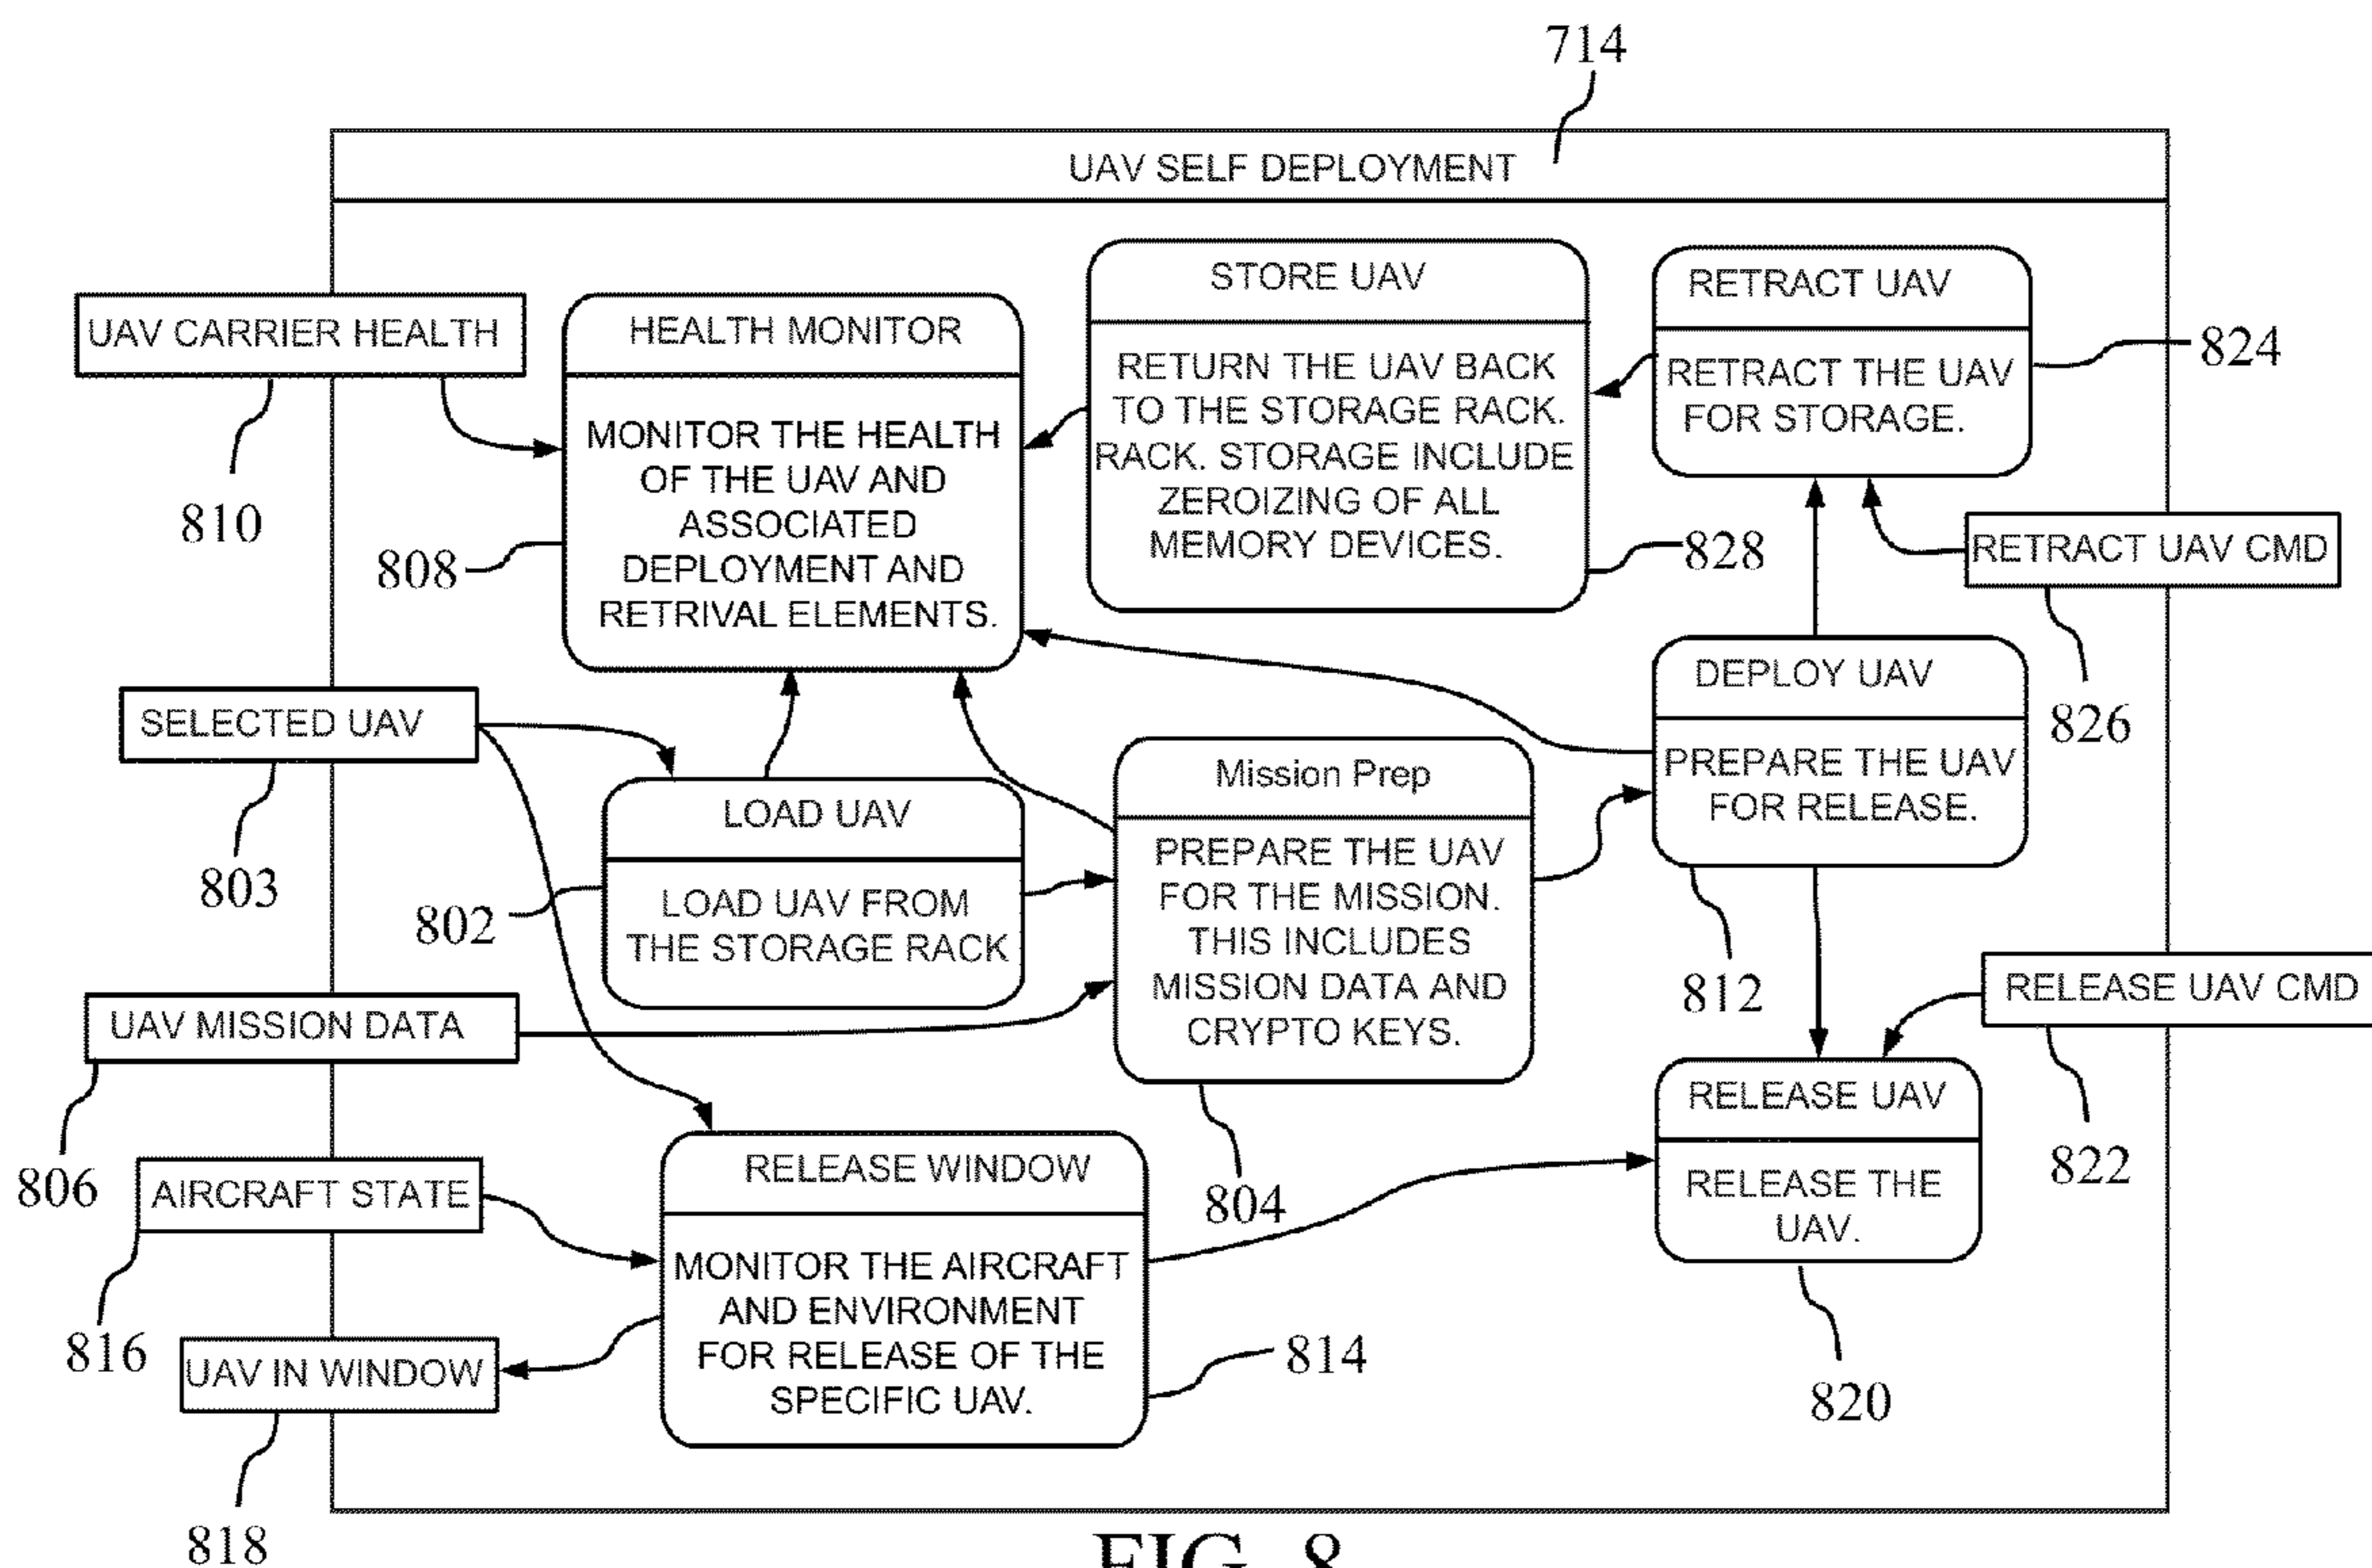 714
UAV SELF DEPLOYMENT
UAV CARRIER HEALTH
810
HEALTH MONITOR
MONITOR THE HEALTH
OF THE UAV AND
ASSOCIATED
DEPLOYMENT AND
RETRIVAL ELEMENTS.
808
STORE UAV
RETURN THE UAV BACK
TO THE STORAGE RACK.
RACK. STORAGE INCLUDE
ZEROIZING OF ALL
MEMORY DEVICES.
828
RETRACT UAV
RETRACT THE UAV
FOR STORAGE.
824
RETRACT UAV CMD
826
SELECTED UAV
803
LOAD UAV
LOAD UAV FROM
THE STORAGE RACK
802
Mission Prep
PREPARE THE UAV
FOR THE MISSION.
THIS INCLUDES
MISSION DATA AND
CRYPTO KEYS.
804
DEPLOY UAV
PREPARE THE UAV
FOR RELEASE.
812
RELEASE UAV CMD
822
UAV MISSION DATA
806
AIRCRAFT STATE
816
UAV IN WINDOW
818
RELEASE WINDOW
MONITOR THE AIRCRAFT
AND ENVIRONMENT
FOR RELEASE OF THE
SPECIFIC UAV.
814
RELEASE UAV
RELEASE THE
UAV.
820
FIG. 8